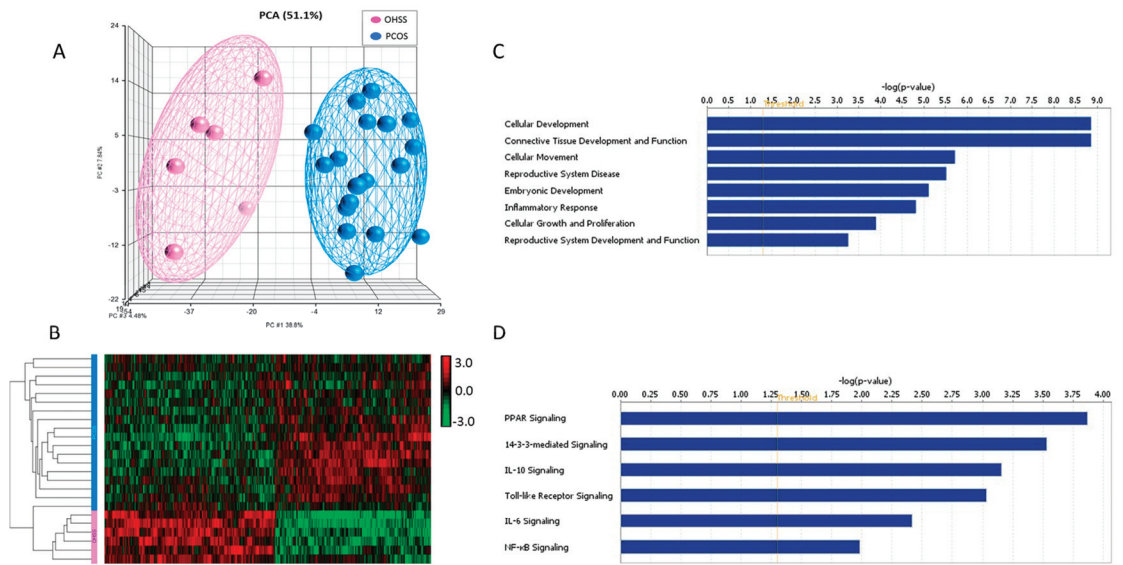 PCA (51.1%)
OHSS
PCOS
A
24
14
5
-3
-12
-22
PC #2 7.84%
PC #3 4.48%
-37
-20
-4
12
29
PC #1 38.8%
B
OHSS
3.0
0.0
-3.0
C
-log(p-value)
0.0 0.5 1.0 1.5 2.0 2.5 3.0 3.5 4.0 4.5 5.0 5.5 6.0 6.5 7.0 7.5 8.0 8.5 9.0
Threshold
Cellular Development
Connective Tissue Development and Function
Cellular Movement
Reproductive System Disease
Embryonic Development
Inflammatory Response
Cellular Growth and Proliferation
Reproductive System Development and Function
D
-log(p-value)
0.00 0.25 0.50 0.75 1.00 1.25 1.50 1.75 2.00 2.25 2.50 2.75 3.00 3.25 3.50 3.75 4.00
Threshold
PPAR Signaling
14-3-3-mediated Signaling
IL-10 Signaling
Toll-like Receptor Signaling
IL-6 Signaling
NF-κB Signaling